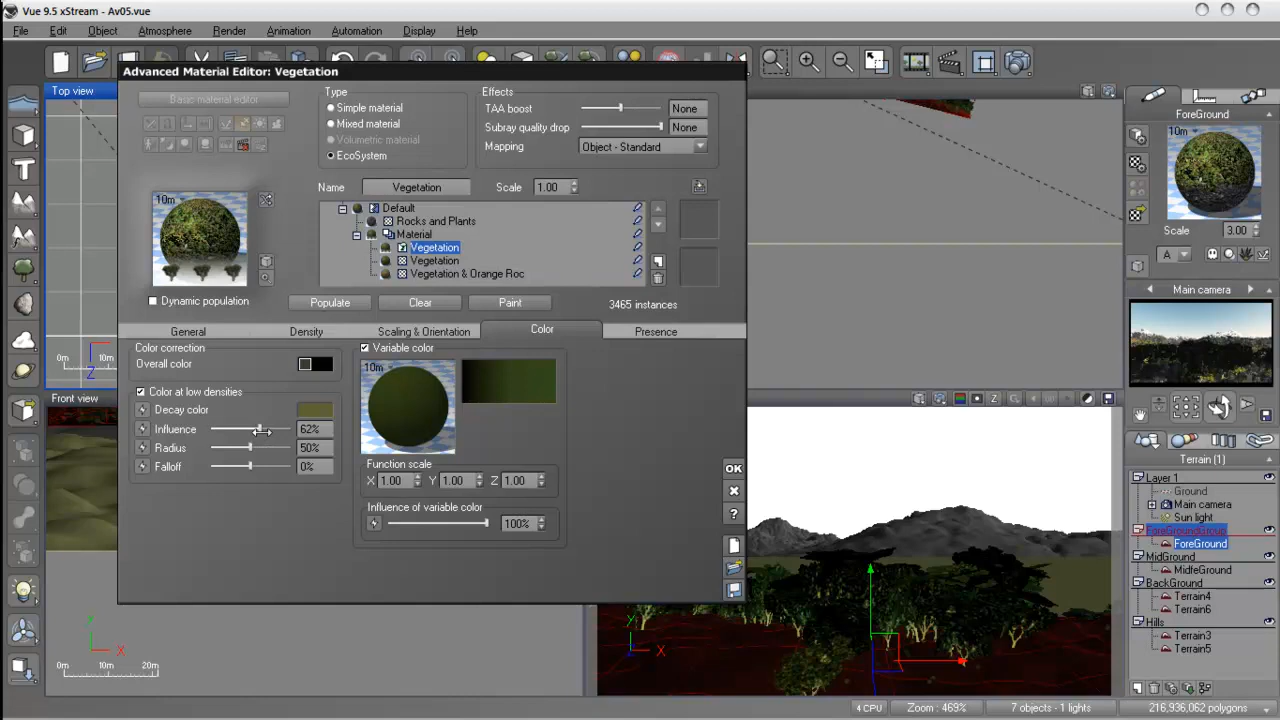 Vue 9.5 xStream - Av05.vue
File Edit Object Atmosphere Render Animation Automation Display Help
Advanced Material Editor: Vegetation
Top view
Basic material editor
Type
Simple material
Mixed material
Volumetric material
EcoSystem
Effects
TAA boost None
Subray quality drop None
Mapping Object - Standard
Name Vegetation Scale 1.00
10m
Default
Rocks and Plants
Material
Vegetation
Vegetation
Vegetation & Orange Roc
Dynamic population Populate Clear Paint 3465 instances
General Density Scaling & Orientation Color Presence
Color correction
Overall color
Color at low densities
Decay color
Influence 62%
Radius 50%
Falloff 0%
Variable color
10m
Function scale
X 1.00 Y 1.00 Z 1.00
Influence of variable color
100%
OK
?
0m 10m
Z
Front view
Y
X
0m 10m 20m
Y
X
ForeGround
10m
Scale 3.00
A
Main camera
Terrain (1)
Layer 1
Ground
Main camera
Sun light
ForeGroundGroup
ForeGround
MidGround
MidfeGround
BackGround
Terrain4
Terrain6
Hills
Terrain3
Terrain5
4 CPU Zoom : 469% 7 objects - 1 lights 216,936,062 polygons